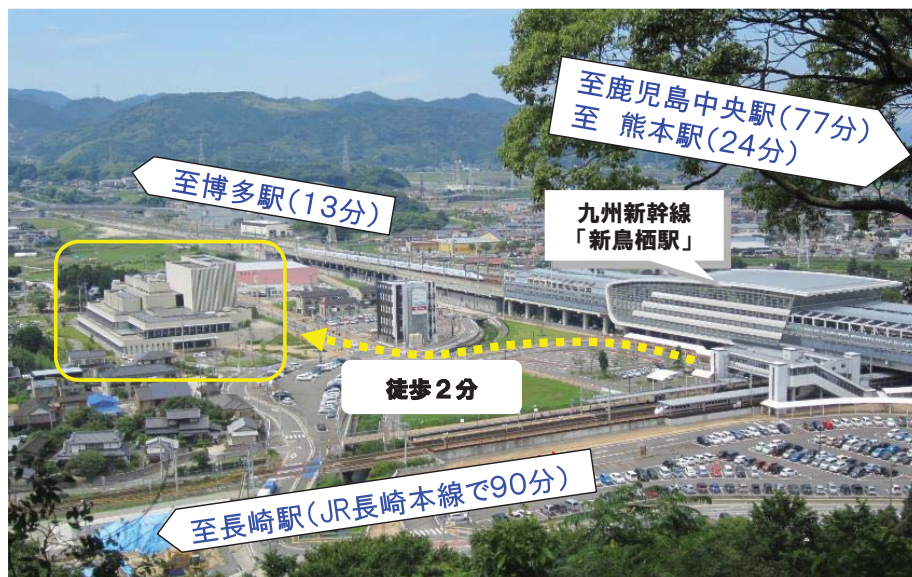 至鹿児島中央駅(77分)
至 熊本駅(24分)
至博多駅(13分)
九州新幹線
「新鳥栖駅」
徒歩2分
至長崎駅(JR長崎本線で90分)